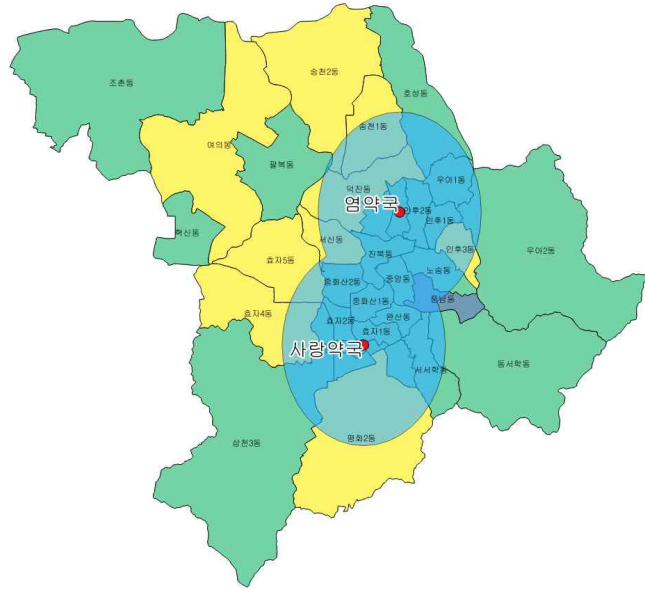 송천2동
조촌동
호성동
송천1동
여의동
팔복동
우아1동
덕진동
염약국
인후2동
인후1동
혁신동
서신동
인후3동
우아2동
진북동
효자5동
노송동
중앙동
중화산2동
중화산1동
풍남동
효자4동
효자2동
완산동
효자1동
사랑약국
동서학동
서서학동
평화2동
삼천3동